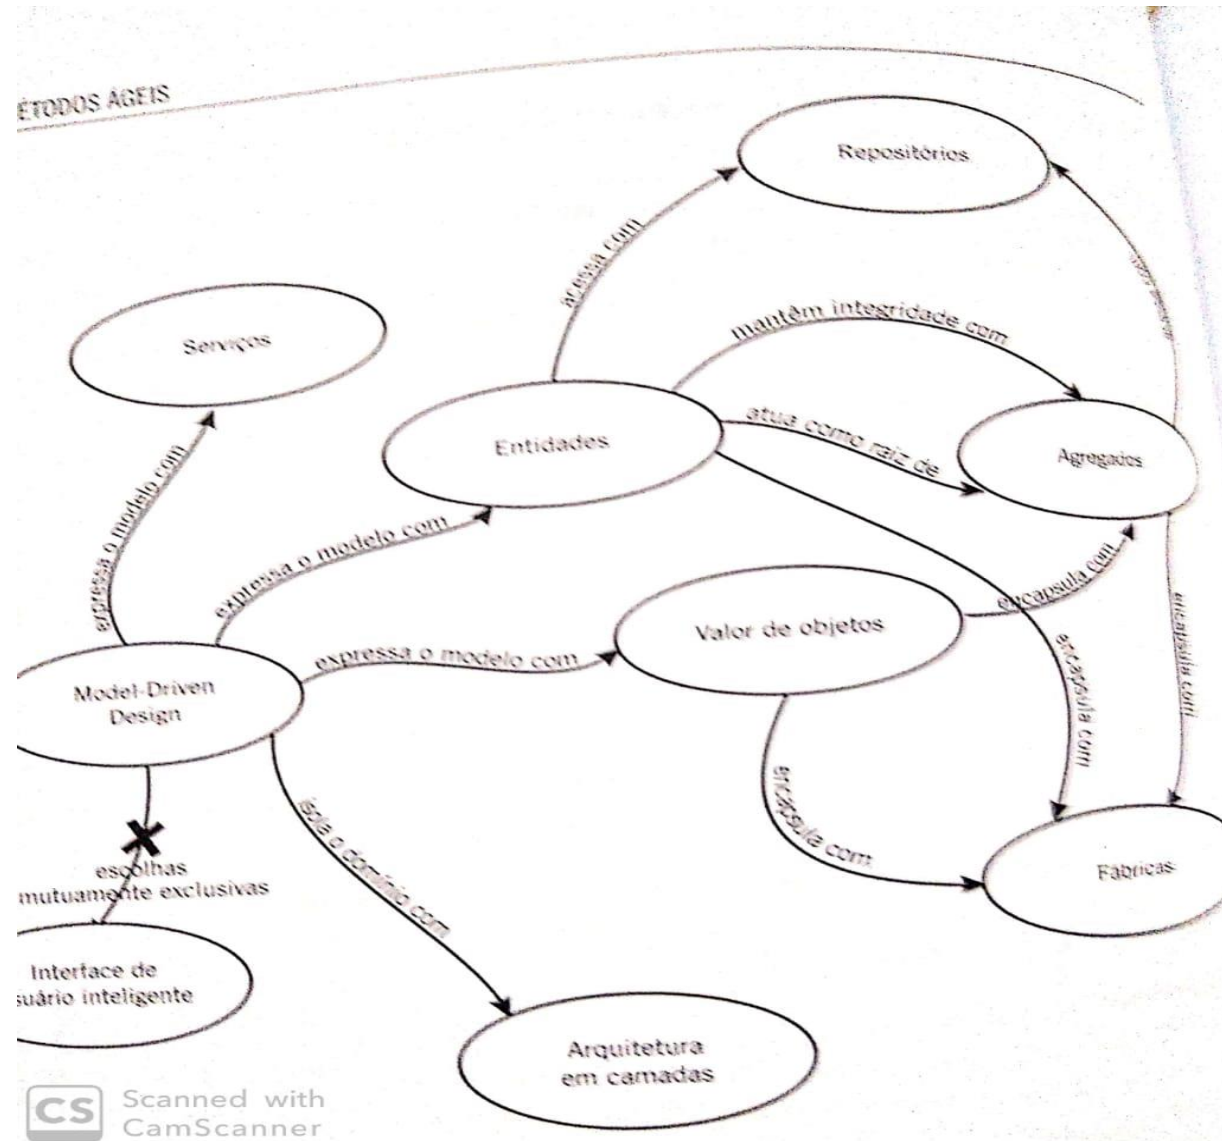 ÉTODOS ÁGEIS
Repositórios
acessa com
mantêm integridade com
Serviços
atua como raiz de
Entidades
Agregados
expressa o modelo com
expressa o modelo com
encapsula com
Valor de objetos
encapsula com
expressa o modelo com
encapsula com
Model-Driven
Design
encapsula com
isola o domínio com
escolhas
mutuamente exclusivas
Fábricas
Interface de
suário inteligente
Arquitetura
em camadas
CS
Scanned with
CamScanner